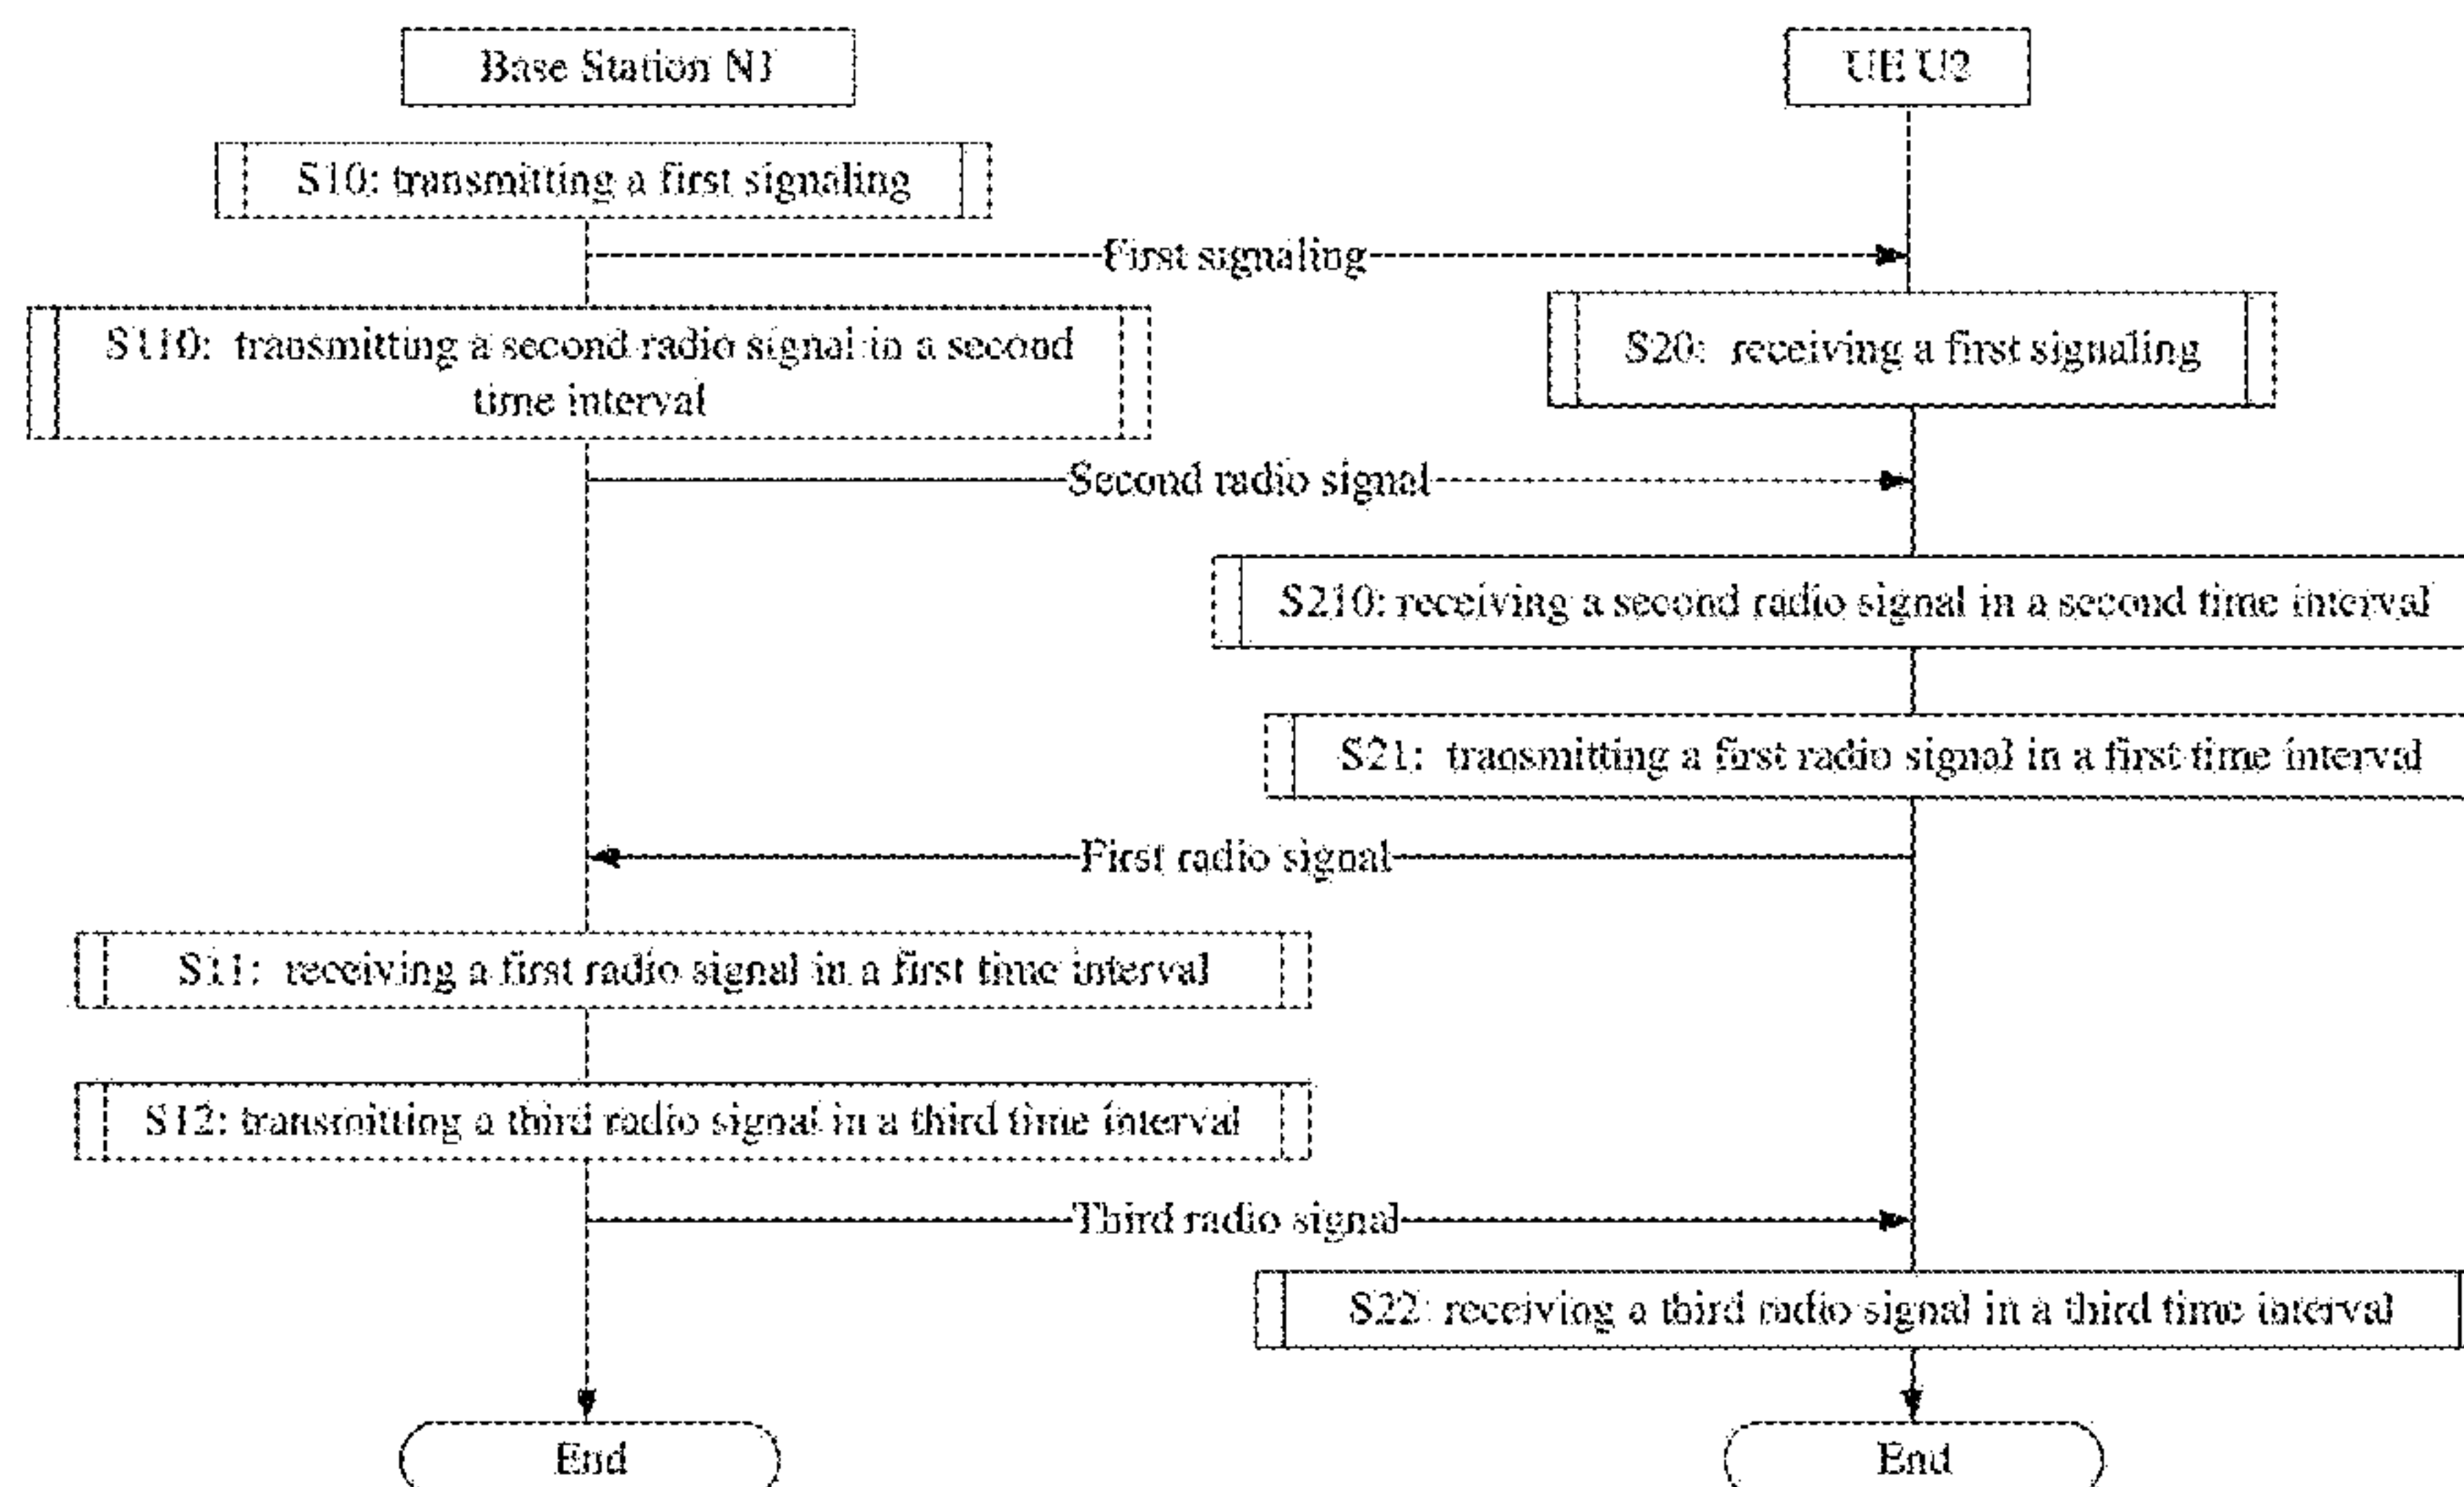 Base Station N1
UE U2
S10: transmitting a first signaling
First signaling
S110: transmitting a second radio signal in a second
time interval
S20: receiving a first signaling
Second radio signal
S210: receiving a second radio signal in a second time interval
S21: transmitting a first radio signal in a first time interval
First radio signal
S11: receiving a first radio signal in a first time interval
S12: transmitting a third radio signal in a third time interval
Third radio signal
S22: receiving a third radio signal in a third time interval
End
End